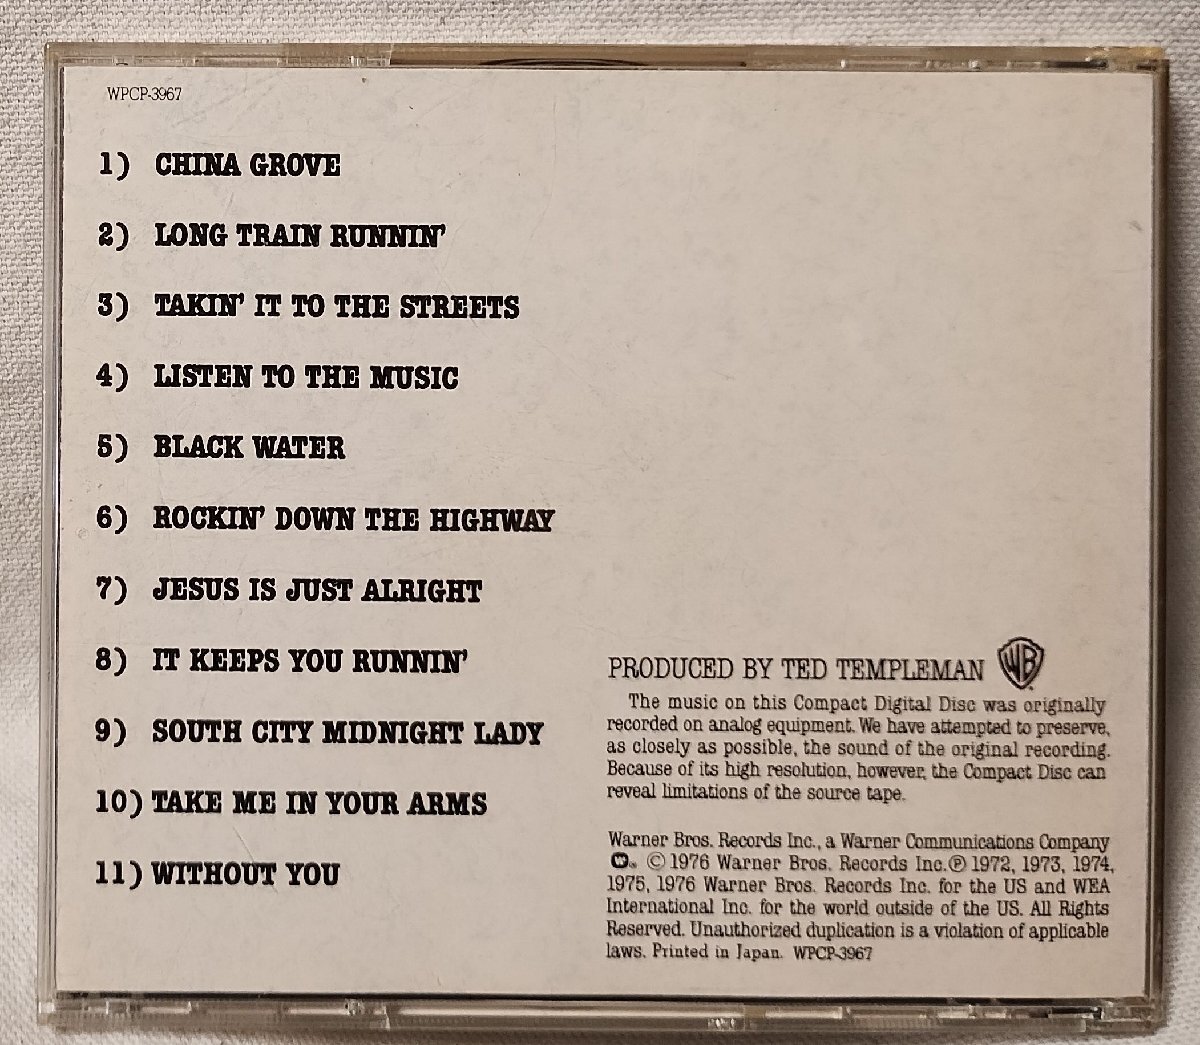 WPCP-3967
1) CHINA GROVE
2) LONG TRAIN RUNNIN'
3) TAKIN' IT TO THE STREETS
4) LISTEN TO THE MUSIC
5) BLACK WATER
6) ROCKIN' DOWN THE HIGHWAY
7) JESUS IS JUST ALRIGHT
8) IT KEEPS YOU RUNNIN'
9) SOUTH CITY MIDNIGHT LADY
10) TAKE ME IN YOUR ARMS
11) WITHOUT YOU
PRODUCED BY TED TEMPLEMAN WB
The music on this Compact Digital Disc was originally
recorded on analog equipment. We have attempted to preserve,
as closely as possible, the sound of the original recording.
Because of its high resolution, however, the Compact Disc can
reveal limitations of the source tape.
Warner Bros. Records Inc., a Warner Communications Company
. © 1976 Warner Bros. Records Inc. ℗ 1972, 1973, 1974,
1975, 1976 Warner Bros. Records Inc. for the US and WEA
International Inc. for the world outside of the US. All Rights
Reserved. Unauthorized duplication is a violation of applicable
laws. Printed in Japan. WPCP-3967